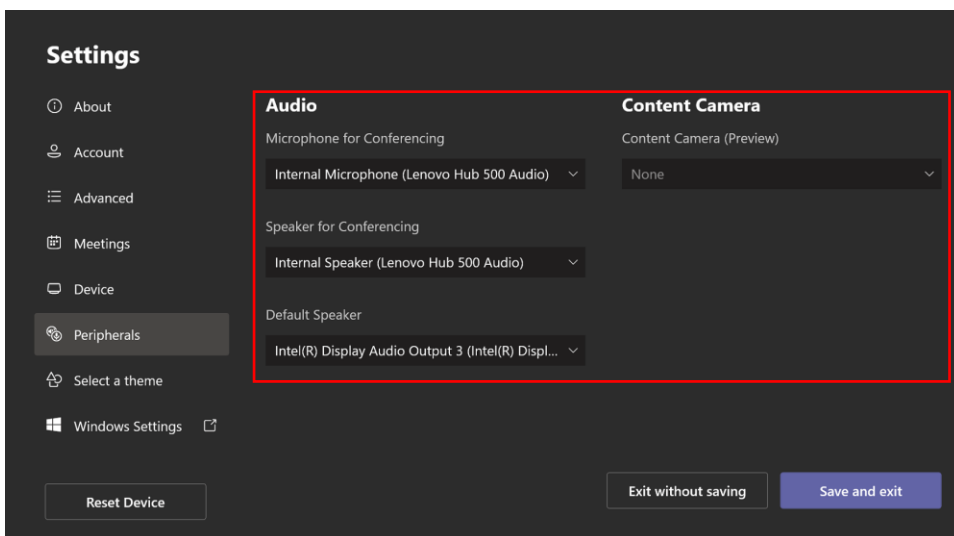 Settings
About
Account
Advanced
Meetings
Device
Peripherals
Select a theme
Windows Settings
Reset Device
Audio
Microphone for Conferencing
Internal Microphone (Lenovo Hub 500 Audio)
Speaker for Conferencing
Internal Speaker (Lenovo Hub 500 Audio)
Default Speaker
Intel(R) Display Audio Output 3 (Intel(R) Displ...
Content Camera
Content Camera (Preview)
None
Exit without saving
Save and exit